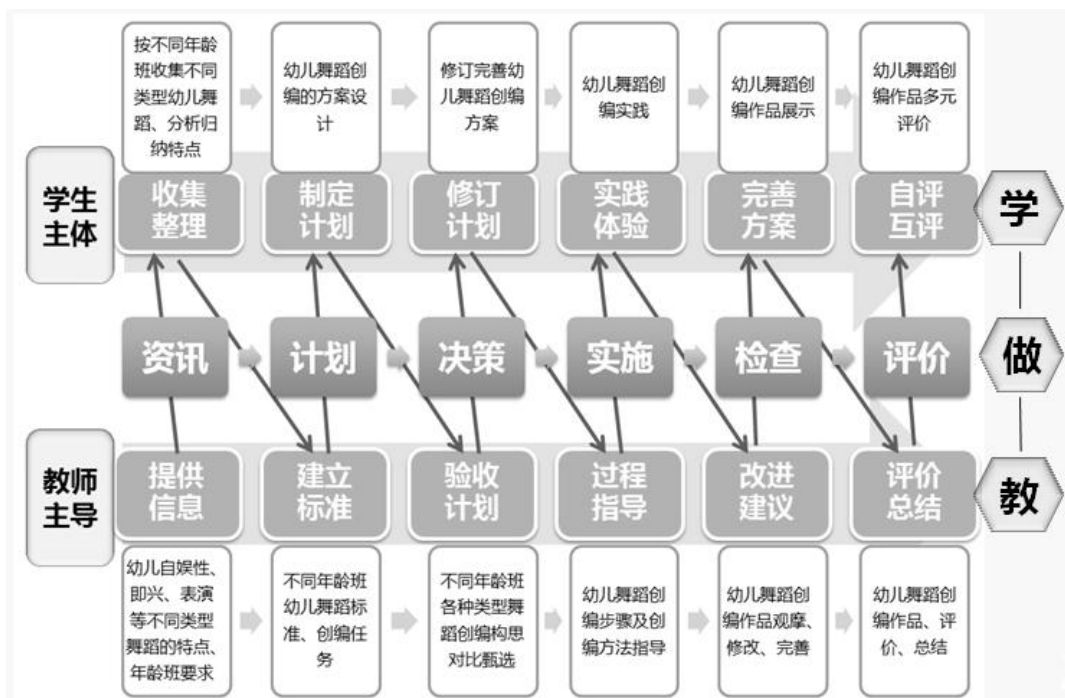 按不同年龄
班收集不同
类型幼儿舞
蹈、分析归
纳特点
幼儿舞蹈创
编的方案设
计
修订完善幼
儿舞蹈创编
方案
幼儿舞蹈创
编实践
幼儿舞蹈创
编作品展示
幼儿舞蹈创
编作品多元
评价
学生
主体
收集
整理
制定
计划
修订
计划
实践
体验
完善
方案
自评
互评
学
资讯
计划
决策
实施
检查
评价
做
教师
主导
提供
信息
建立
标准
验收
计划
过程
指导
改进
建议
评价
总结
教
幼儿自娱性、
即兴、表演
等不同类型
舞蹈的特点、
年龄班要求
不同年龄班
幼儿舞蹈标
准、创编任
务
不同年龄班
各种类型舞
蹈创编构思
对比甄选
幼儿舞蹈创
编步骤及创
编方法指导
幼儿舞蹈创
编作品观摩、
修改、完善
幼儿舞蹈创
编作品、评
价、总结